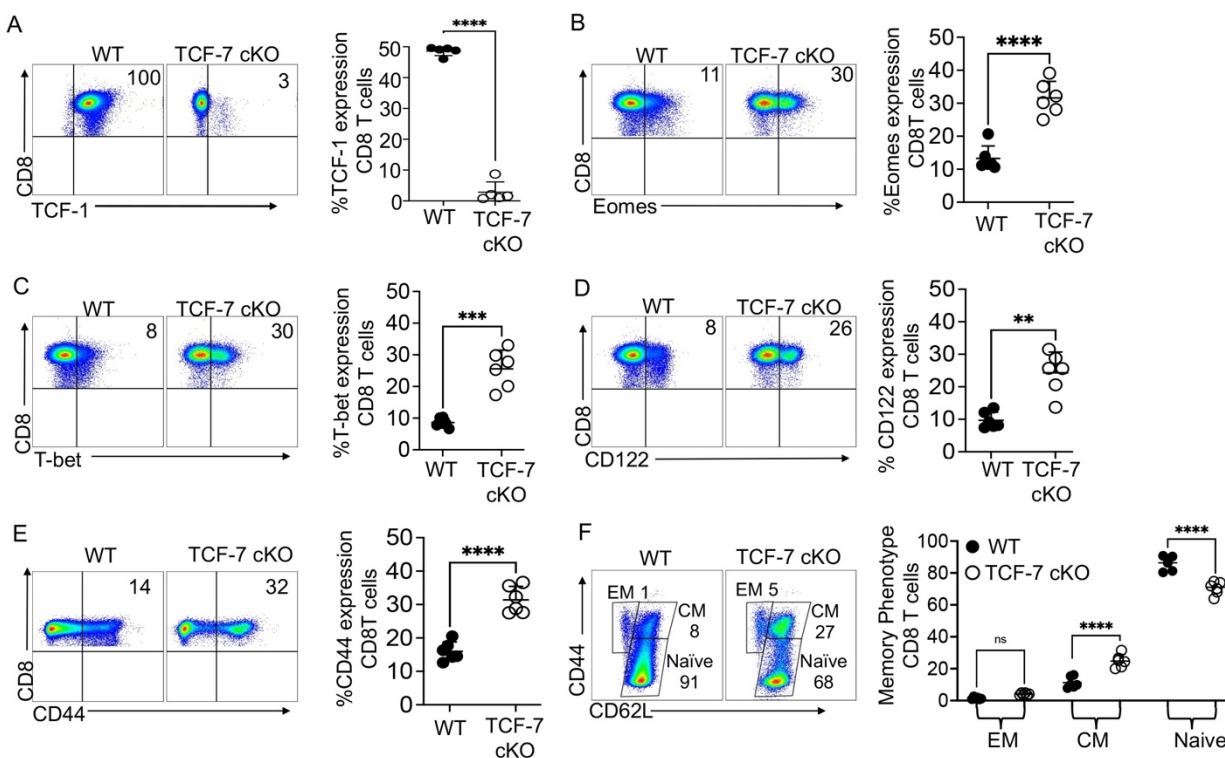 A
WT
TCF-7 cKO
100
3
CD8
TCF-1
****
%TCF-1 expression
CD8 T cells
50
40
30
20
10
0
WT
TCF-7
cKO
B
WT
TCF-7 cKO
11
30
CD8
Eomes
****
%Eomes expression
CD8T cells
50
40
30
20
10
0
WT
TCF-7
cKO
C
WT
TCF-7 cKO
8
30
CD8
T-bet
***
%T-bet expression
CD8 T cells
50
40
30
20
10
0
WT
TCF-7
cKO
D
WT
TCF-7 cKO
8
26
CD8
CD122
**
% CD122 expression
CD8 T cells
50
40
30
20
10
0
WT
TCF-7
cKO
E
WT
TCF-7 cKO
14
32
CD8
CD44
****
%CD44 expression
CD8T cells
50
40
30
20
10
0
WT
TCF-7
cKO
F
WT
TCF-7 cKO
EM 1
CM
8
Naïve
91
EM 5
CM
27
Naïve
68
CD44
CD62L
WT
TCF-7 cKO
Memory Phenotype
CD8 T cells
100
80
60
40
20
0
ns
****
****
EM
CM
Naive